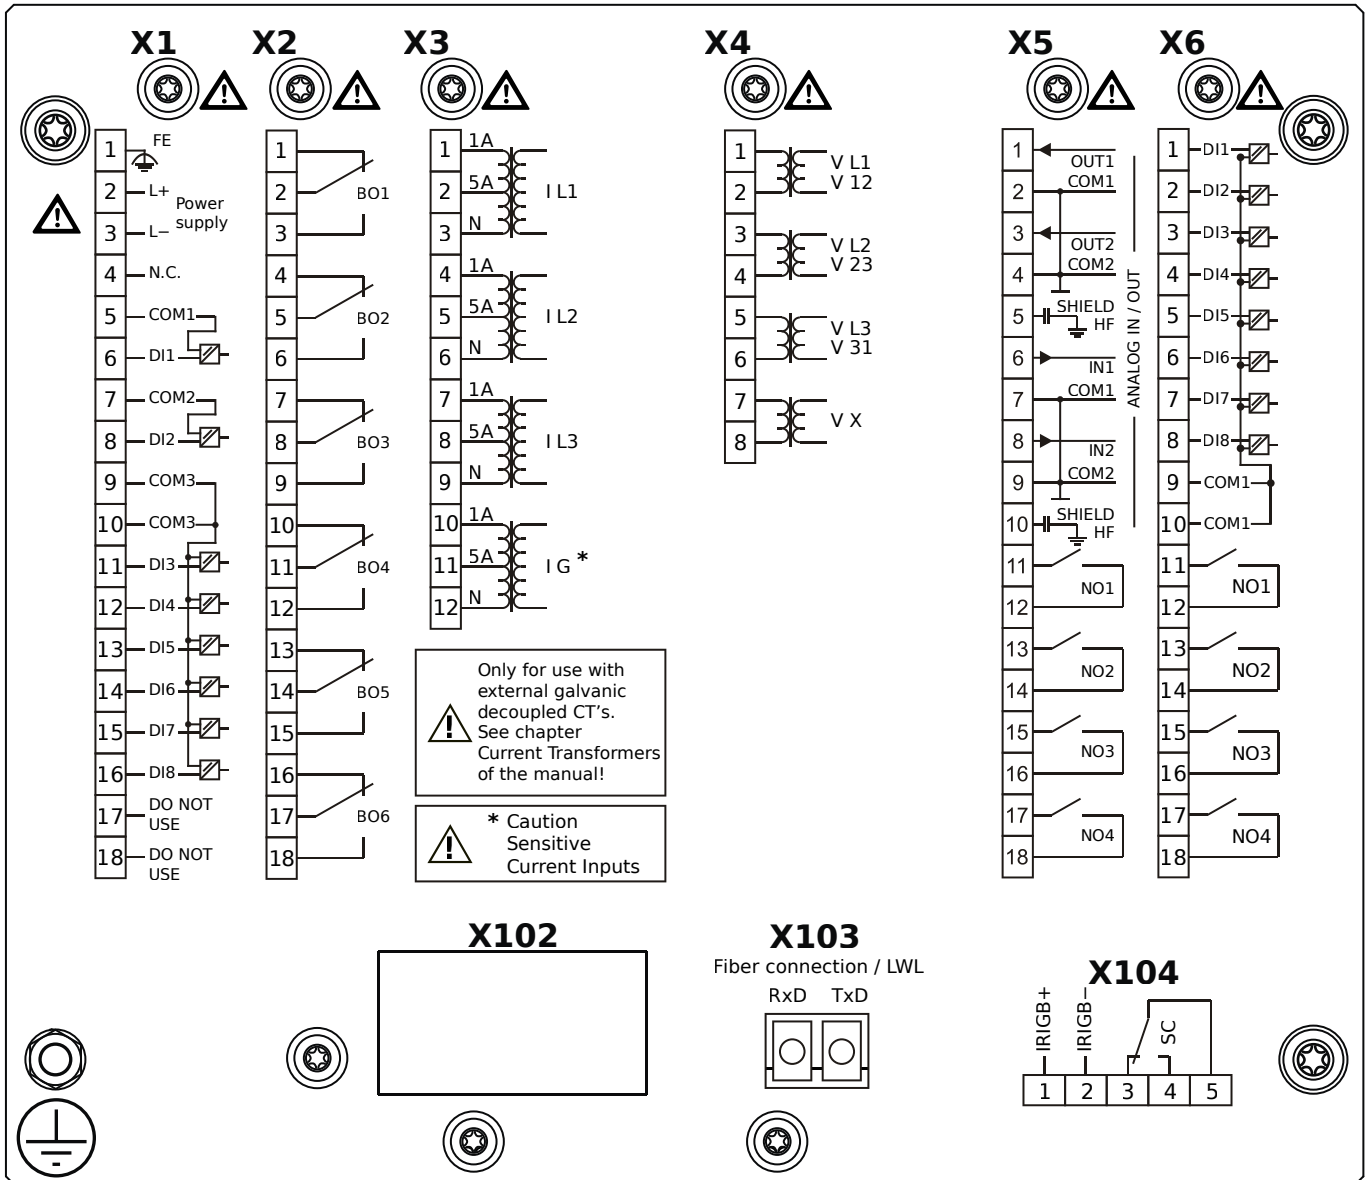 X1
X2
X3
X4
X5
X6
1 FE
2 L+
Power
supply
3 L−
4 N.C.
5 COM1
6 DI1
7 COM2
8 DI2
9 COM3
10 COM3
11 DI3
12 DI4
13 DI5
14 DI6
15 DI7
16 DI8
17 DO NOT
USE
18 DO NOT
USE
1
2 BO1
3
4
5 BO2
6
7
8 BO3
9
10
11 BO4
12
13
14 BO5
15
16
17 BO6
18
1 1A
2 5A I L1
3 N
4 1A
5 5A I L2
6 N
7 1A
8 5A I L3
9 N
10 1A
11 5A I G *
12 N
Only for use with
external galvanic
decoupled CT's.
See chapter
Current Transformers
of the manual!
* Caution
Sensitive
Current Inputs
1 V L1
2 V 12
3 V L2
4 V 23
5 V L3
6 V 31
7 V X
8
1 OUT1
2 COM1
3 OUT2
4 COM2
5 SHIELD
HF
6 IN1
7 COM1
8 IN2
9 COM2
10 SHIELD
HF
ANALOG IN / OUT
11 NO1
12
13 NO2
14
15 NO3
16
17 NO4
18
1 DI1
2 DI2
3 DI3
4 DI4
5 DI5
6 DI6
7 DI7
8 DI8
9 COM1
10 COM1
11 NO1
12
13 NO2
14
15 NO3
16
17 NO4
18
X102
X103
Fiber connection / LWL
RxD TxD
X104
IRIGB+
IRIGB−
SC
1 2 3 4 5